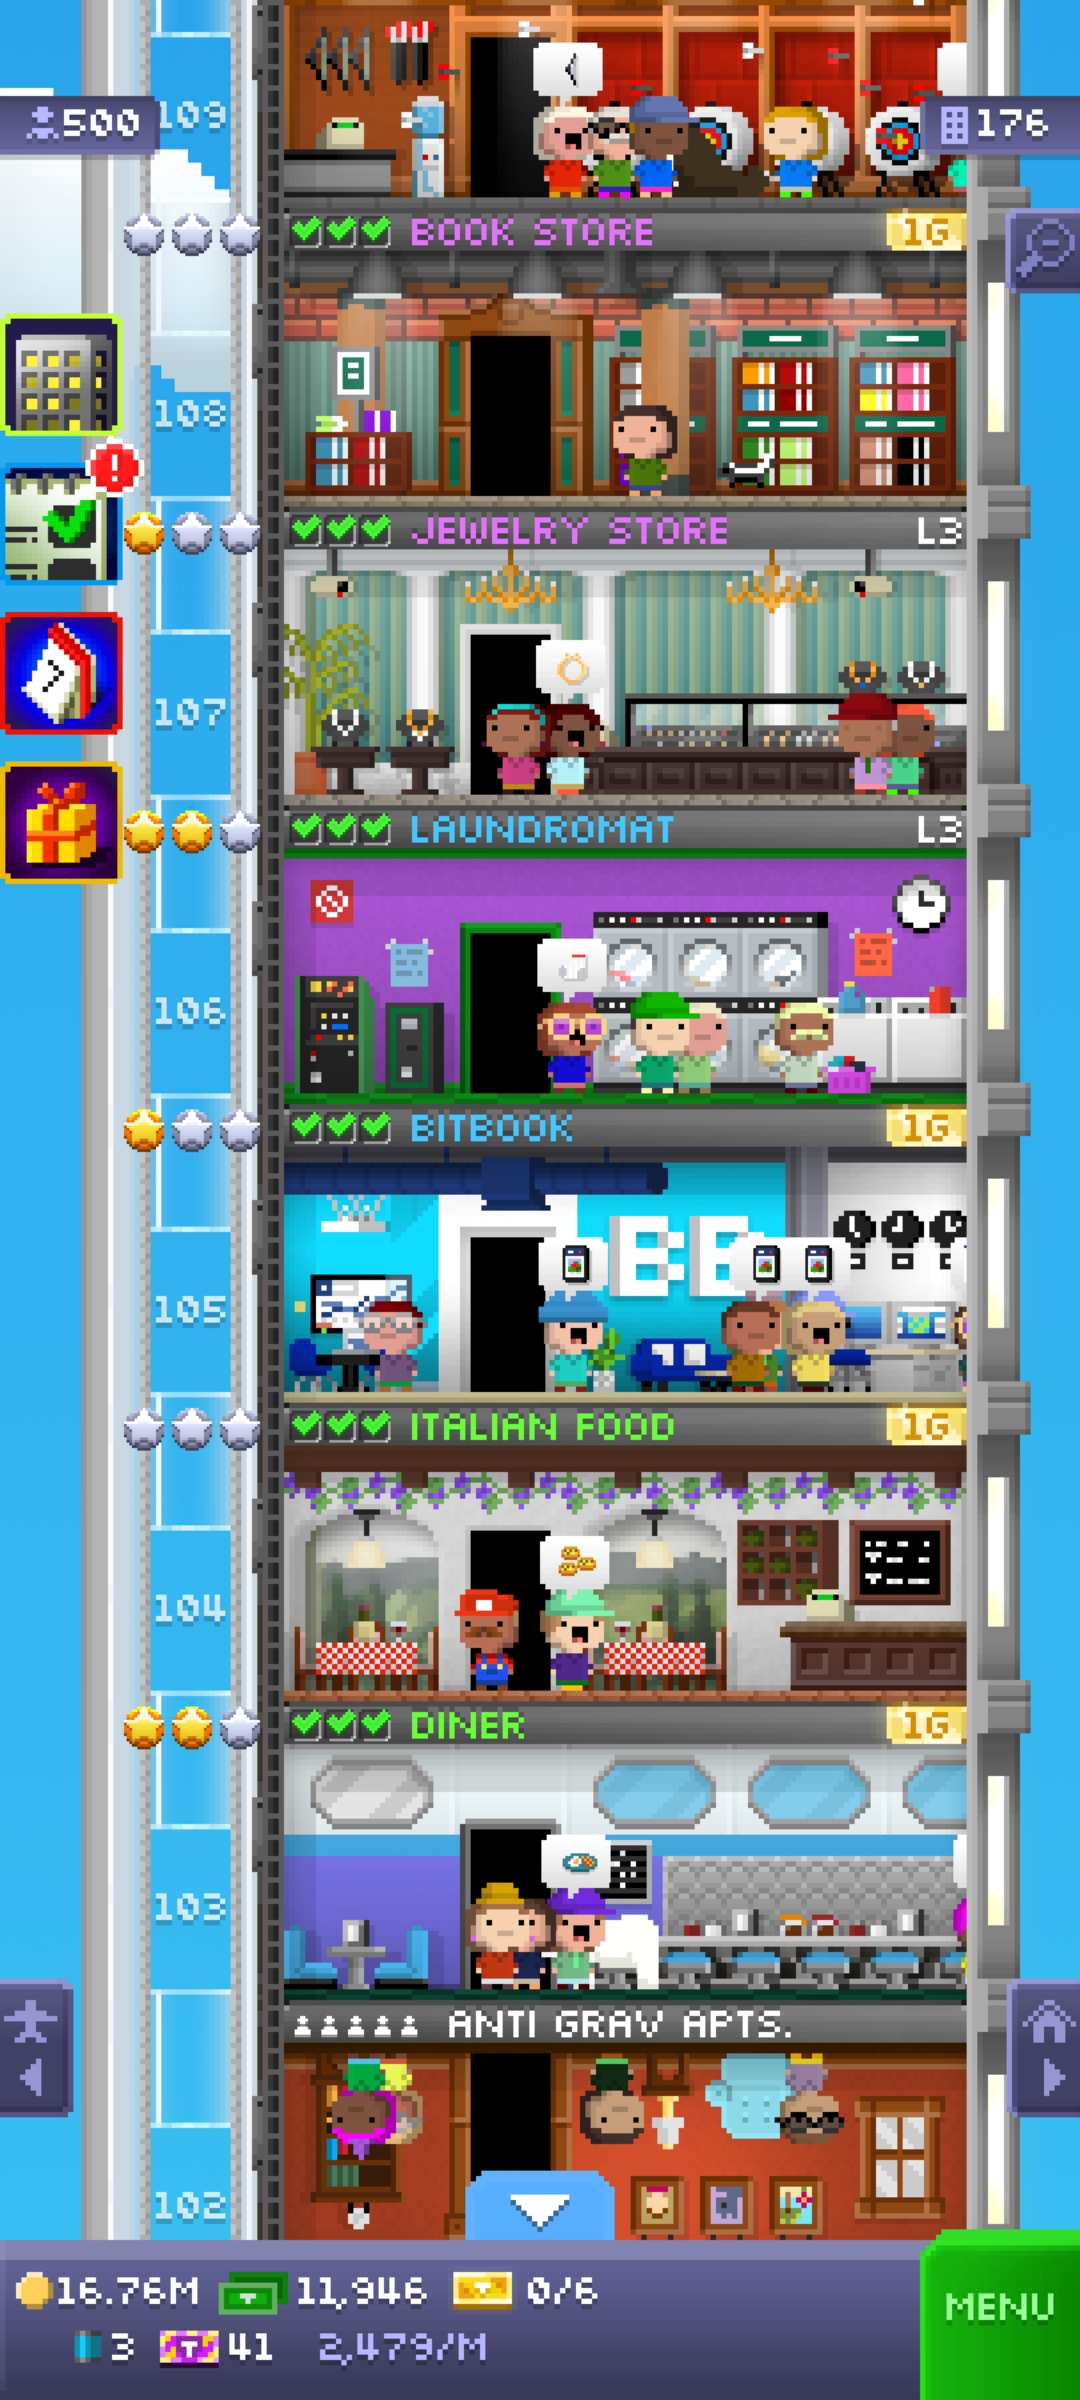 109
500
176
BOOK STORE
1G
108
JEWELRY STORE
L3
107
LAUNDROMAT
L3
106
BITBOOK
1G
BB
105
ITALIAN FOOD
1G
104
DINER
1G
103
ANTI GRAV APTS.
102
16.76M
11,946
0/6
MENU
3
41
2,479/M